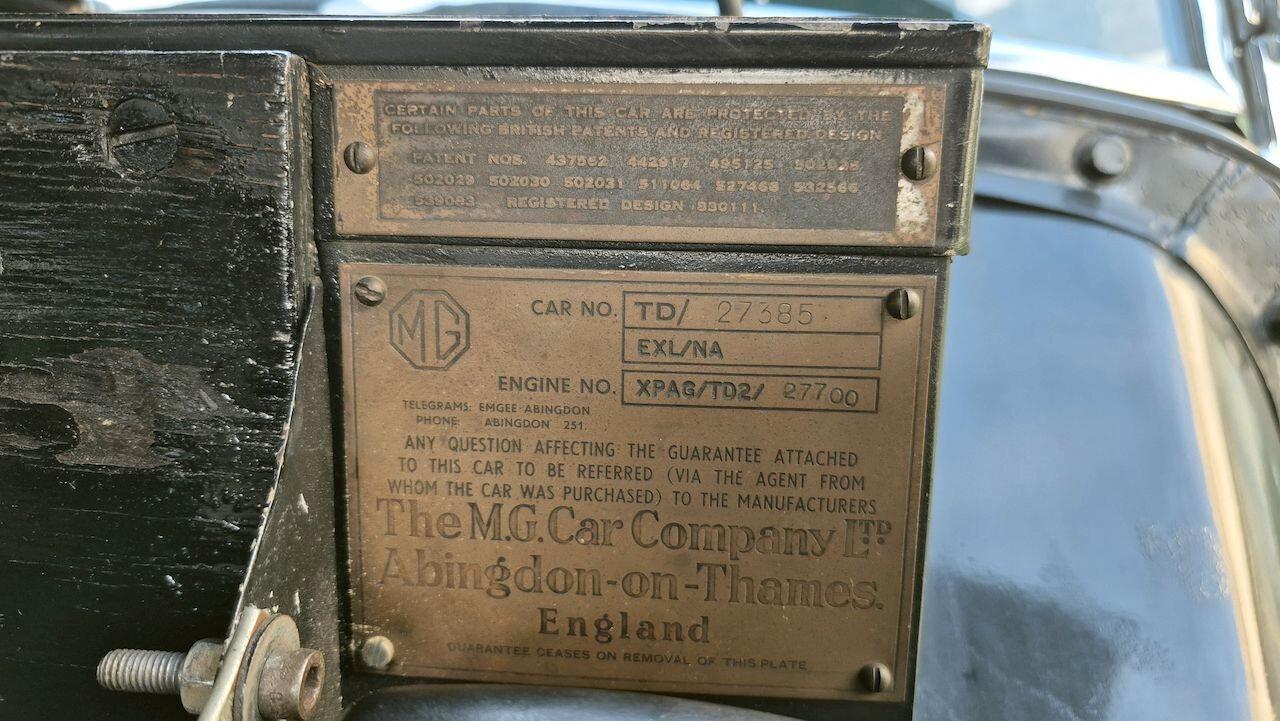 CERTAIN PARTS OF THIS CAR ARE PROTECTED BY THE
FOLLOWING BRITISH PATENTS AND REGISTERED DESIGN
PATENT NOS. 437562 442917 495125
502029 502030 502031 511064 527468 532566
539083 REGISTERED DESIGN 830111.
MG
CAR NO. TD/ 27385
EXL/NA
ENGINE NO. XPAG/TD2/ 27700
TELEGRAMS: EMGEE ABINGDON
PHONE: ABINGDON 251.
ANY QUESTION AFFECTING THE GUARANTEE ATTACHED
TO THIS CAR TO BE REFERRED (VIA THE AGENT FROM
WHOM THE CAR WAS PURCHASED) TO THE MANUFACTURERS
The M.G. Car Company LTD
Abingdon-on-Thames.
England
GUARANTEE CEASES ON REMOVAL OF THIS PLATE